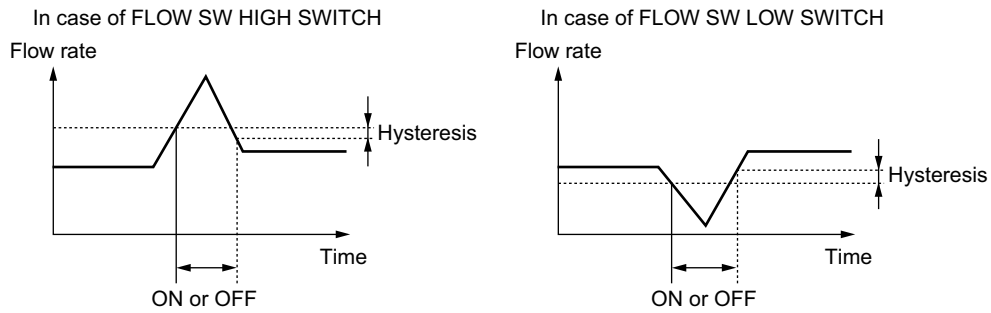 In case of FLOW SW HIGH SWITCH
Flow rate
Hysteresis
Time
ON or OFF
In case of FLOW SW LOW SWITCH
Flow rate
Hysteresis
Time
ON or OFF